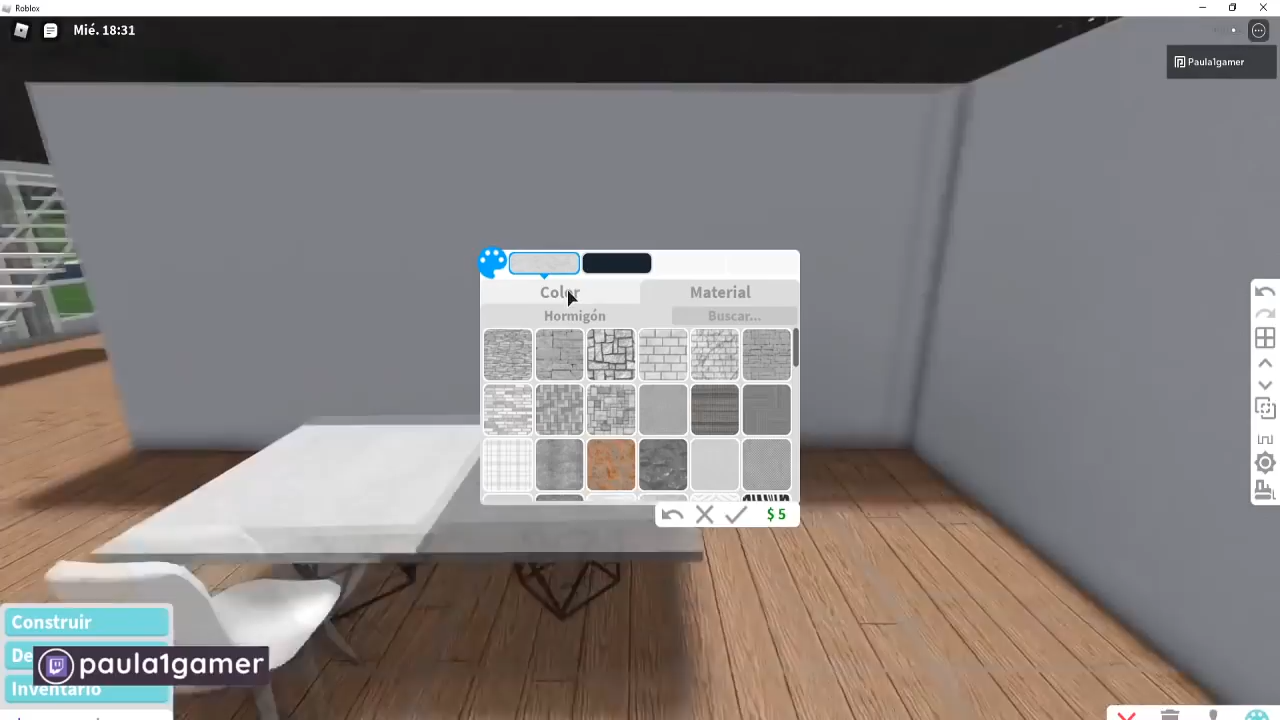 Roblox
Mié. 18:31
Paula1gamer
Color
Material
Hormigón
Buscar...
$ 5
Construir
De
paula1gamer
Inventario